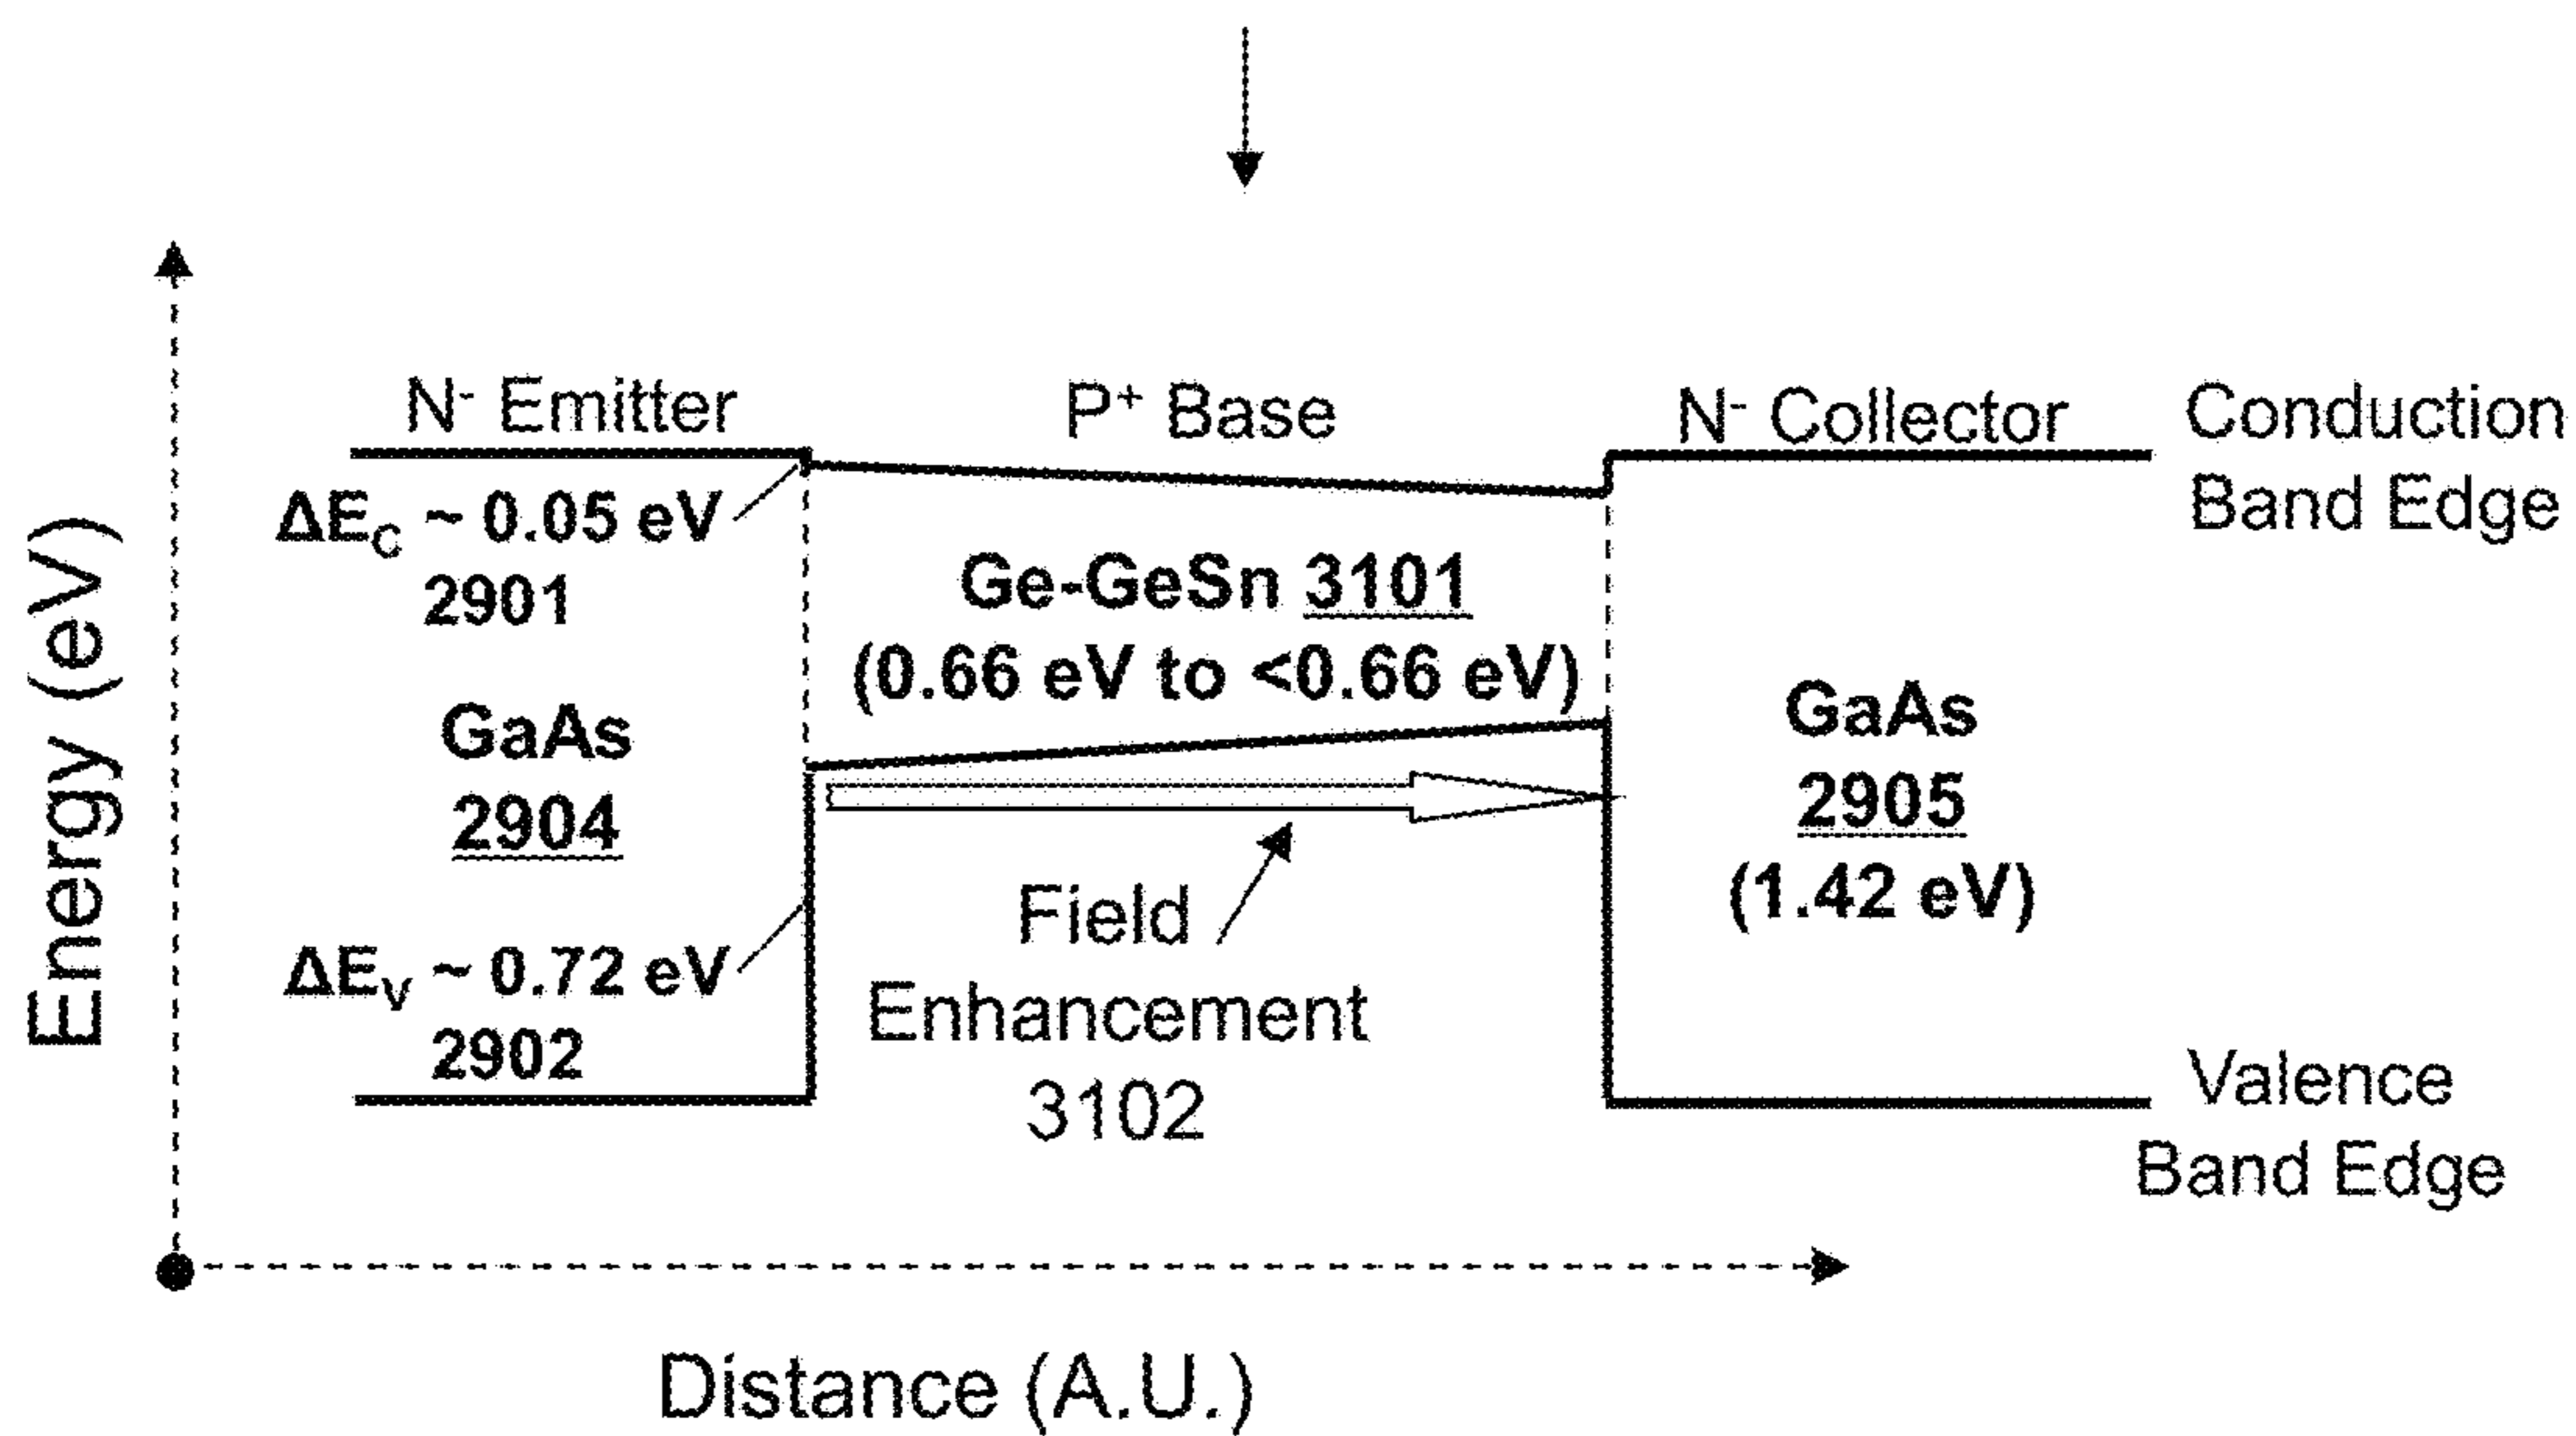 N- Emitter
P+ Base
N- Collector
Conduction
Band Edge
ΔEC ~ 0.05 eV
2901
Ge-GeSn 3101
(0.66 eV to <0.66 eV)
GaAs
2904
GaAs
2905
(1.42 eV)
ΔEV ~ 0.72 eV
2902
Field
Enhancement
3102
Valence
Band Edge
Energy (eV)
Distance (A.U.)